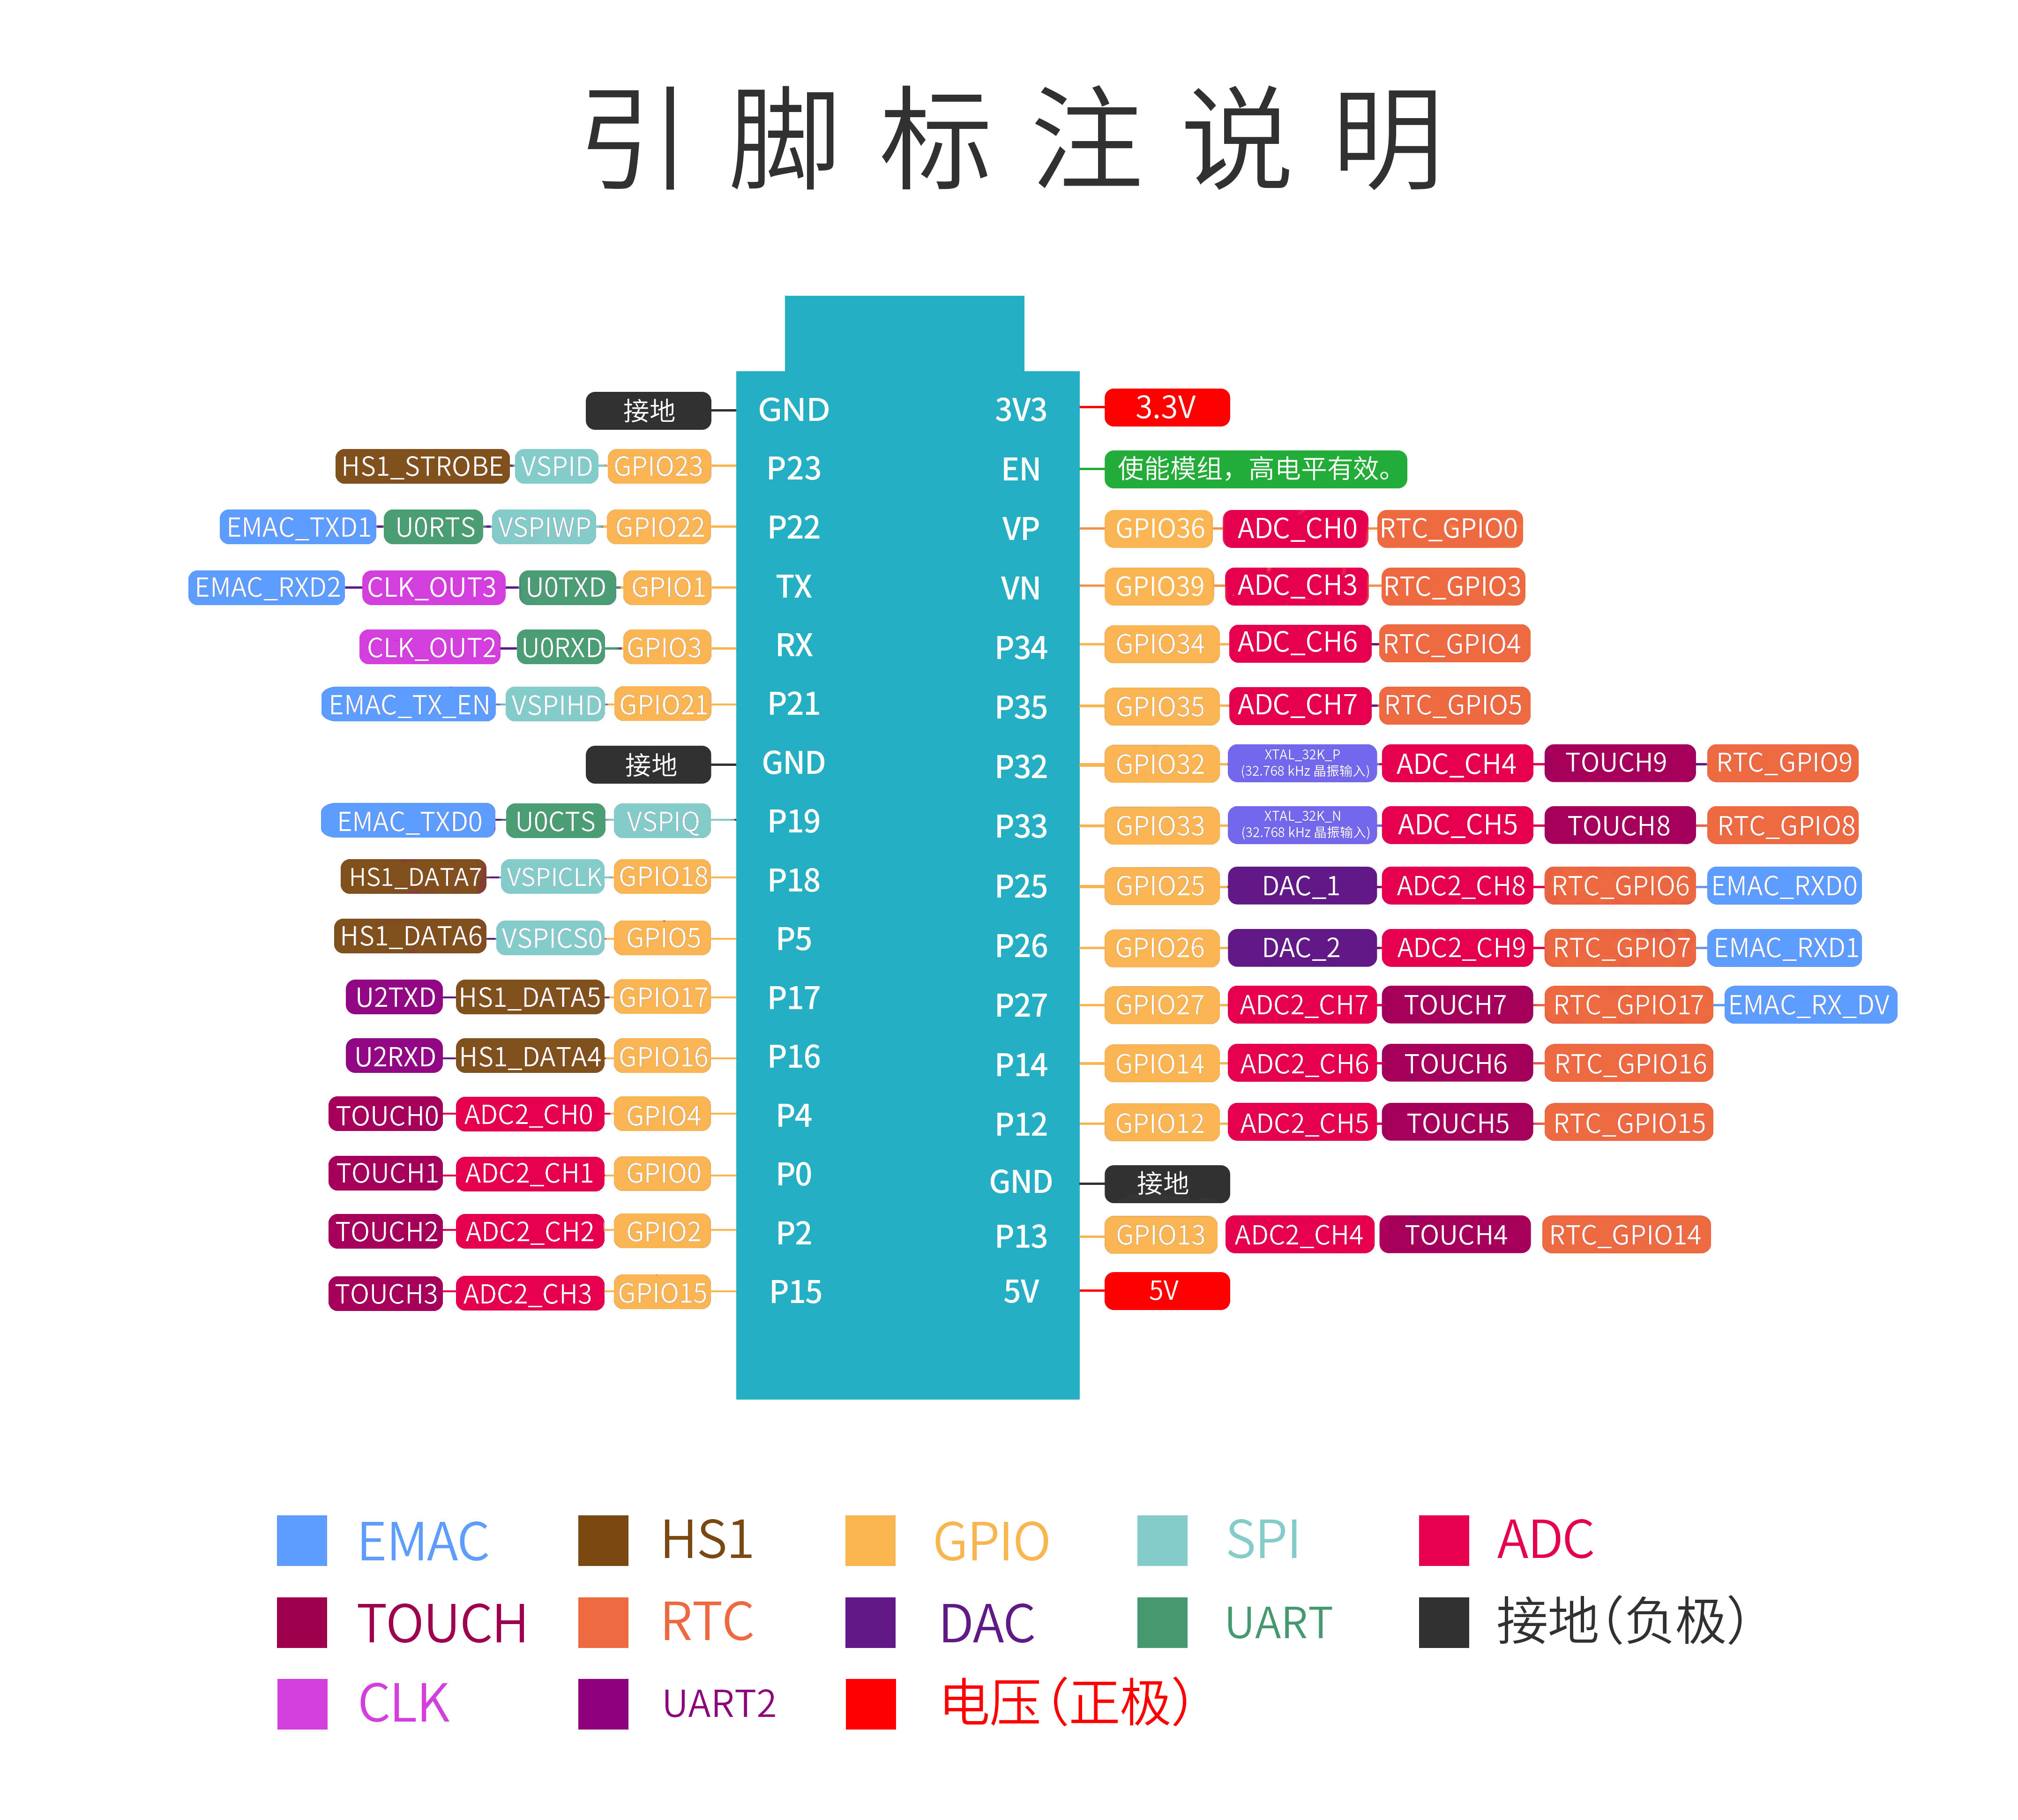 引脚标注说明
接地 GND 3V3 3.3V
HS1_STROBE VSPID GPIO23 P23 EN 使能模组，高电平有效。
EMAC_TXD1 U0RTS VSPIWP GPIO22 P22 VP GPIO36 ADC_CH0 RTC_GPIO0
EMAC_RXD2 CLK_OUT3 U0TXD GPIO1 TX VN GPIO39 ADC_CH3 RTC_GPIO3
CLK_OUT2 U0RXD GPIO3 RX P34 GPIO34 ADC_CH6 RTC_GPIO4
EMAC_TX_EN VSPIHD GPIO21 P21 P35 GPIO35 ADC_CH7 RTC_GPIO5
接地 GND P32 GPIO32 XTAL_32K_P (32.768 kHz 晶振输入) ADC_CH4 TOUCH9 RTC_GPIO9
EMAC_TXD0 U0CTS VSPIQ P19 P33 GPIO33 XTAL_32K_N (32.768 kHz 晶振输入) ADC_CH5 TOUCH8 RTC_GPIO8
HS1_DATA7 VSPICLK GPIO18 P18 P25 GPIO25 DAC_1 ADC2_CH8 RTC_GPIO6 EMAC_RXD0
HS1_DATA6 VSPICS0 GPIO5 P5 P26 GPIO26 DAC_2 ADC2_CH9 RTC_GPIO7 EMAC_RXD1
U2TXD HS1_DATA5 GPIO17 P17 P27 GPIO27 ADC2_CH7 TOUCH7 RTC_GPIO17 EMAC_RX_DV
U2RXD HS1_DATA4 GPIO16 P16 P14 GPIO14 ADC2_CH6 TOUCH6 RTC_GPIO16
TOUCH0 ADC2_CH0 GPIO4 P4 P12 GPIO12 ADC2_CH5 TOUCH5 RTC_GPIO15
TOUCH1 ADC2_CH1 GPIO0 P0 GND 接地
TOUCH2 ADC2_CH2 GPIO2 P2 P13 GPIO13 ADC2_CH4 TOUCH4 RTC_GPIO14
TOUCH3 ADC2_CH3 GPIO15 P15 5V 5V
EMAC HS1 GPIO SPI ADC
TOUCH RTC DAC UART 接地（负极）
CLK UART2 电压（正极）